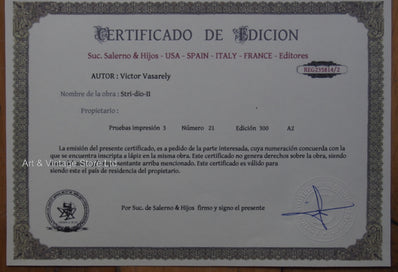 Certificado de Edicion
Suc. Salerno & Hijos - USA - SPAIN - ITALY - FRANCE - Editores
REG235814/2
AUTOR : Victor Vasarely
Nombre de la obra : Stri-dio-II
Propietario :
Pruebas impresión 3 Número 21 Edición 300 A2
La emisión del presente certificado, es a pedido de la parte interesada, cuya numeración concuerda con la
que se encuentra inscripta a lápiz en la misma obra. Este certificado no genera derechos sobre la obra, siendo
Art & Vintage Store Ltd
arriba mencionado. Este certificado es válido para
siendo este el país de residencia del propietario.
Por Suc. de Salerno & Hijos firmo y signo el presente